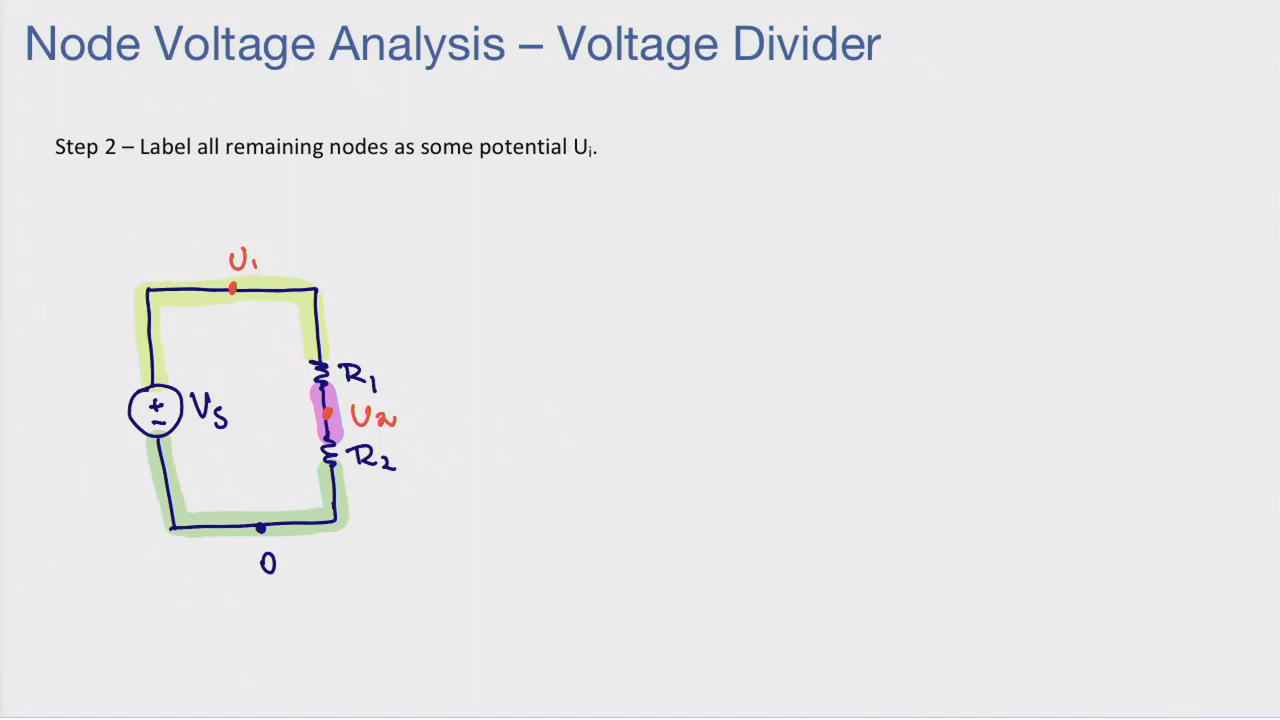 Node Voltage Analysis – Voltage Divider
Step 2 – Label all remaining nodes as some potential Uᵢ.
U₁
R₁
+
−
Vs
U₂
R₂
0